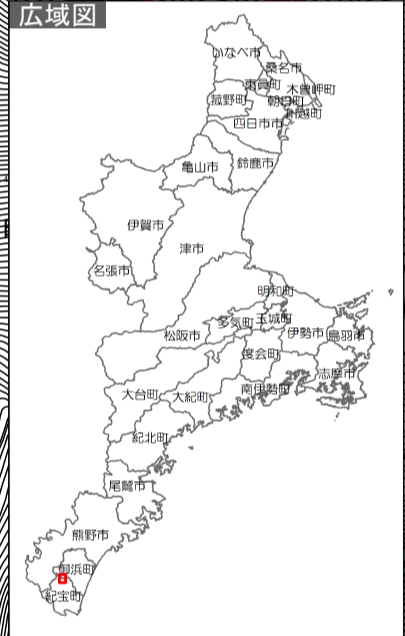 広域図
いなべ市
桑名市
東員町
木曽岬町
朝日町
川越町
菰野町
四日市市
亀山市
鈴鹿市
伊賀市
津市
名張市
明和町
玉城町
多気町
伊勢市
鳥羽市
松阪市
度会町
志摩市
南伊勢町
大台町
大紀町
紀北町
尾鷲市
熊野市
御浜町
紀宝町